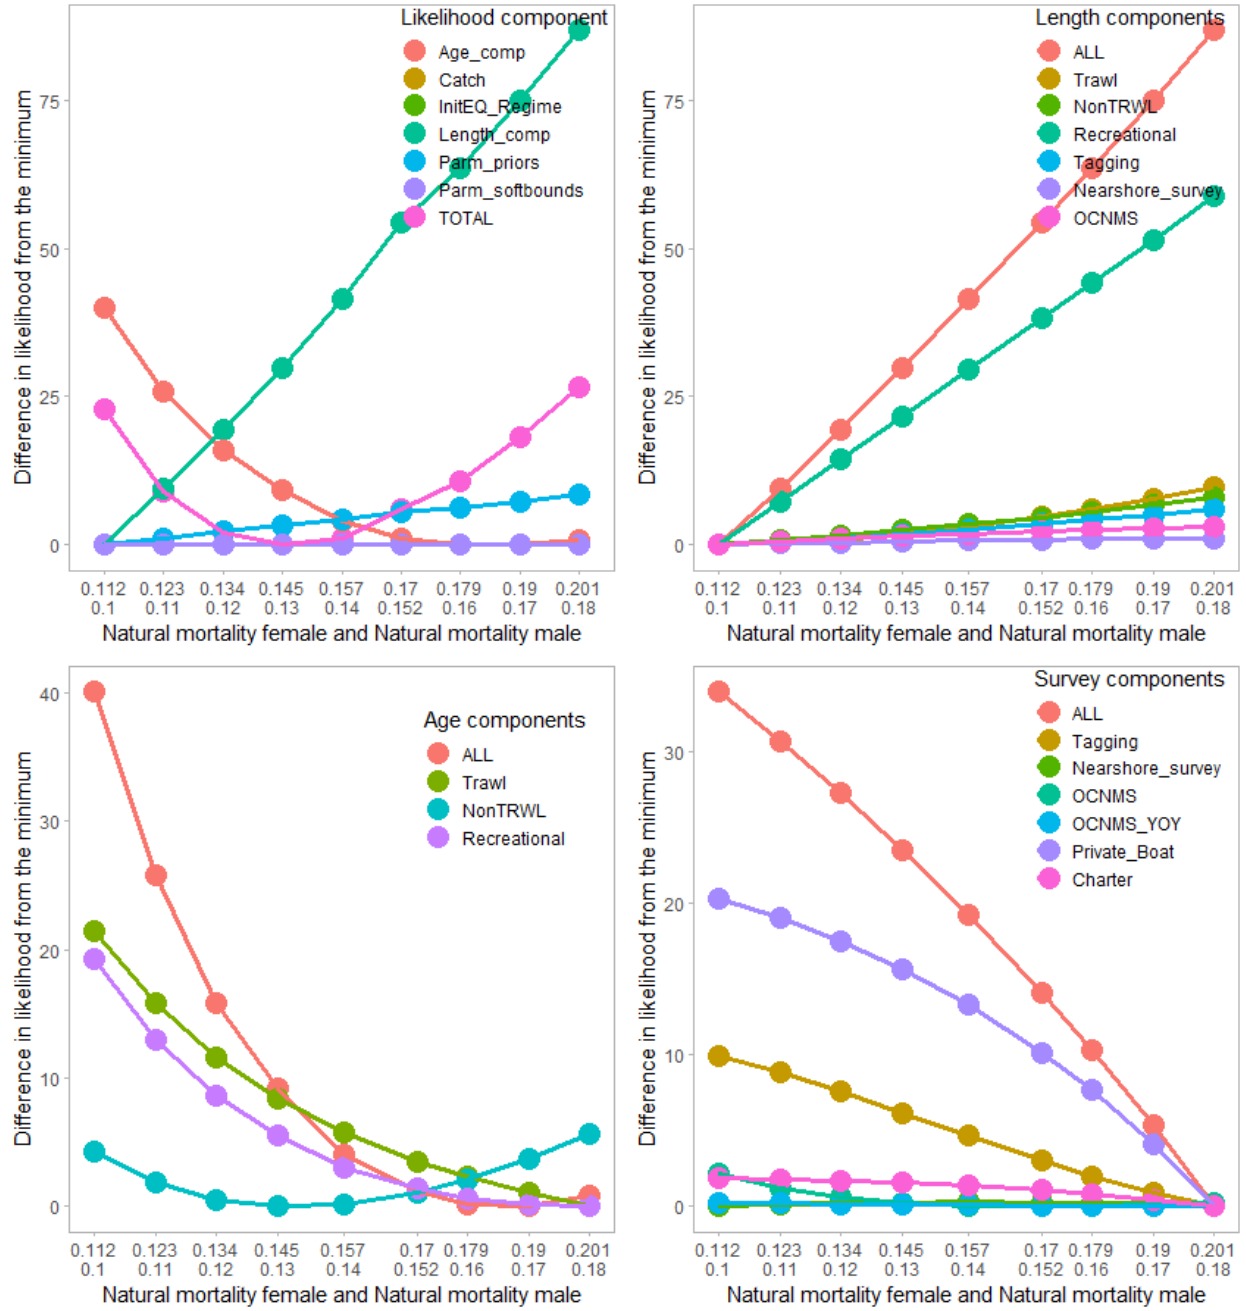 Likelihood component
Age_comp
Catch
InitEQ_Regime
Length_comp
Parm_priors
Parm_softbounds
TOTAL
75
50
25
0
Difference in likelihood from the minimum
0.112 0.123 0.134 0.145 0.157 0.17 0.179 0.19 0.201
0.1 0.11 0.12 0.13 0.14 0.152 0.16 0.17 0.18
Natural mortality female and Natural mortality male
Length components
ALL
Trawl
NonTRWL
Recreational
Tagging
Nearshore_survey
OCNMS
75
50
25
0
Difference in likelihood from the minimum
0.112 0.123 0.134 0.145 0.157 0.17 0.179 0.19 0.201
0.1 0.11 0.12 0.13 0.14 0.152 0.16 0.17 0.18
Natural mortality female and Natural mortality male
Age components
ALL
Trawl
NonTRWL
Recreational
40
30
20
10
0
Difference in likelihood from the minimum
0.112 0.123 0.134 0.145 0.157 0.17 0.179 0.19 0.201
0.1 0.11 0.12 0.13 0.14 0.152 0.16 0.17 0.18
Natural mortality female and Natural mortality male
Survey components
ALL
Tagging
Nearshore_survey
OCNMS
OCNMS_YOY
Private_Boat
Charter
30
20
10
0
Difference in likelihood from the minimum
0.112 0.123 0.134 0.145 0.157 0.17 0.179 0.19 0.201
0.1 0.11 0.12 0.13 0.14 0.152 0.16 0.17 0.18
Natural mortality female and Natural mortality male